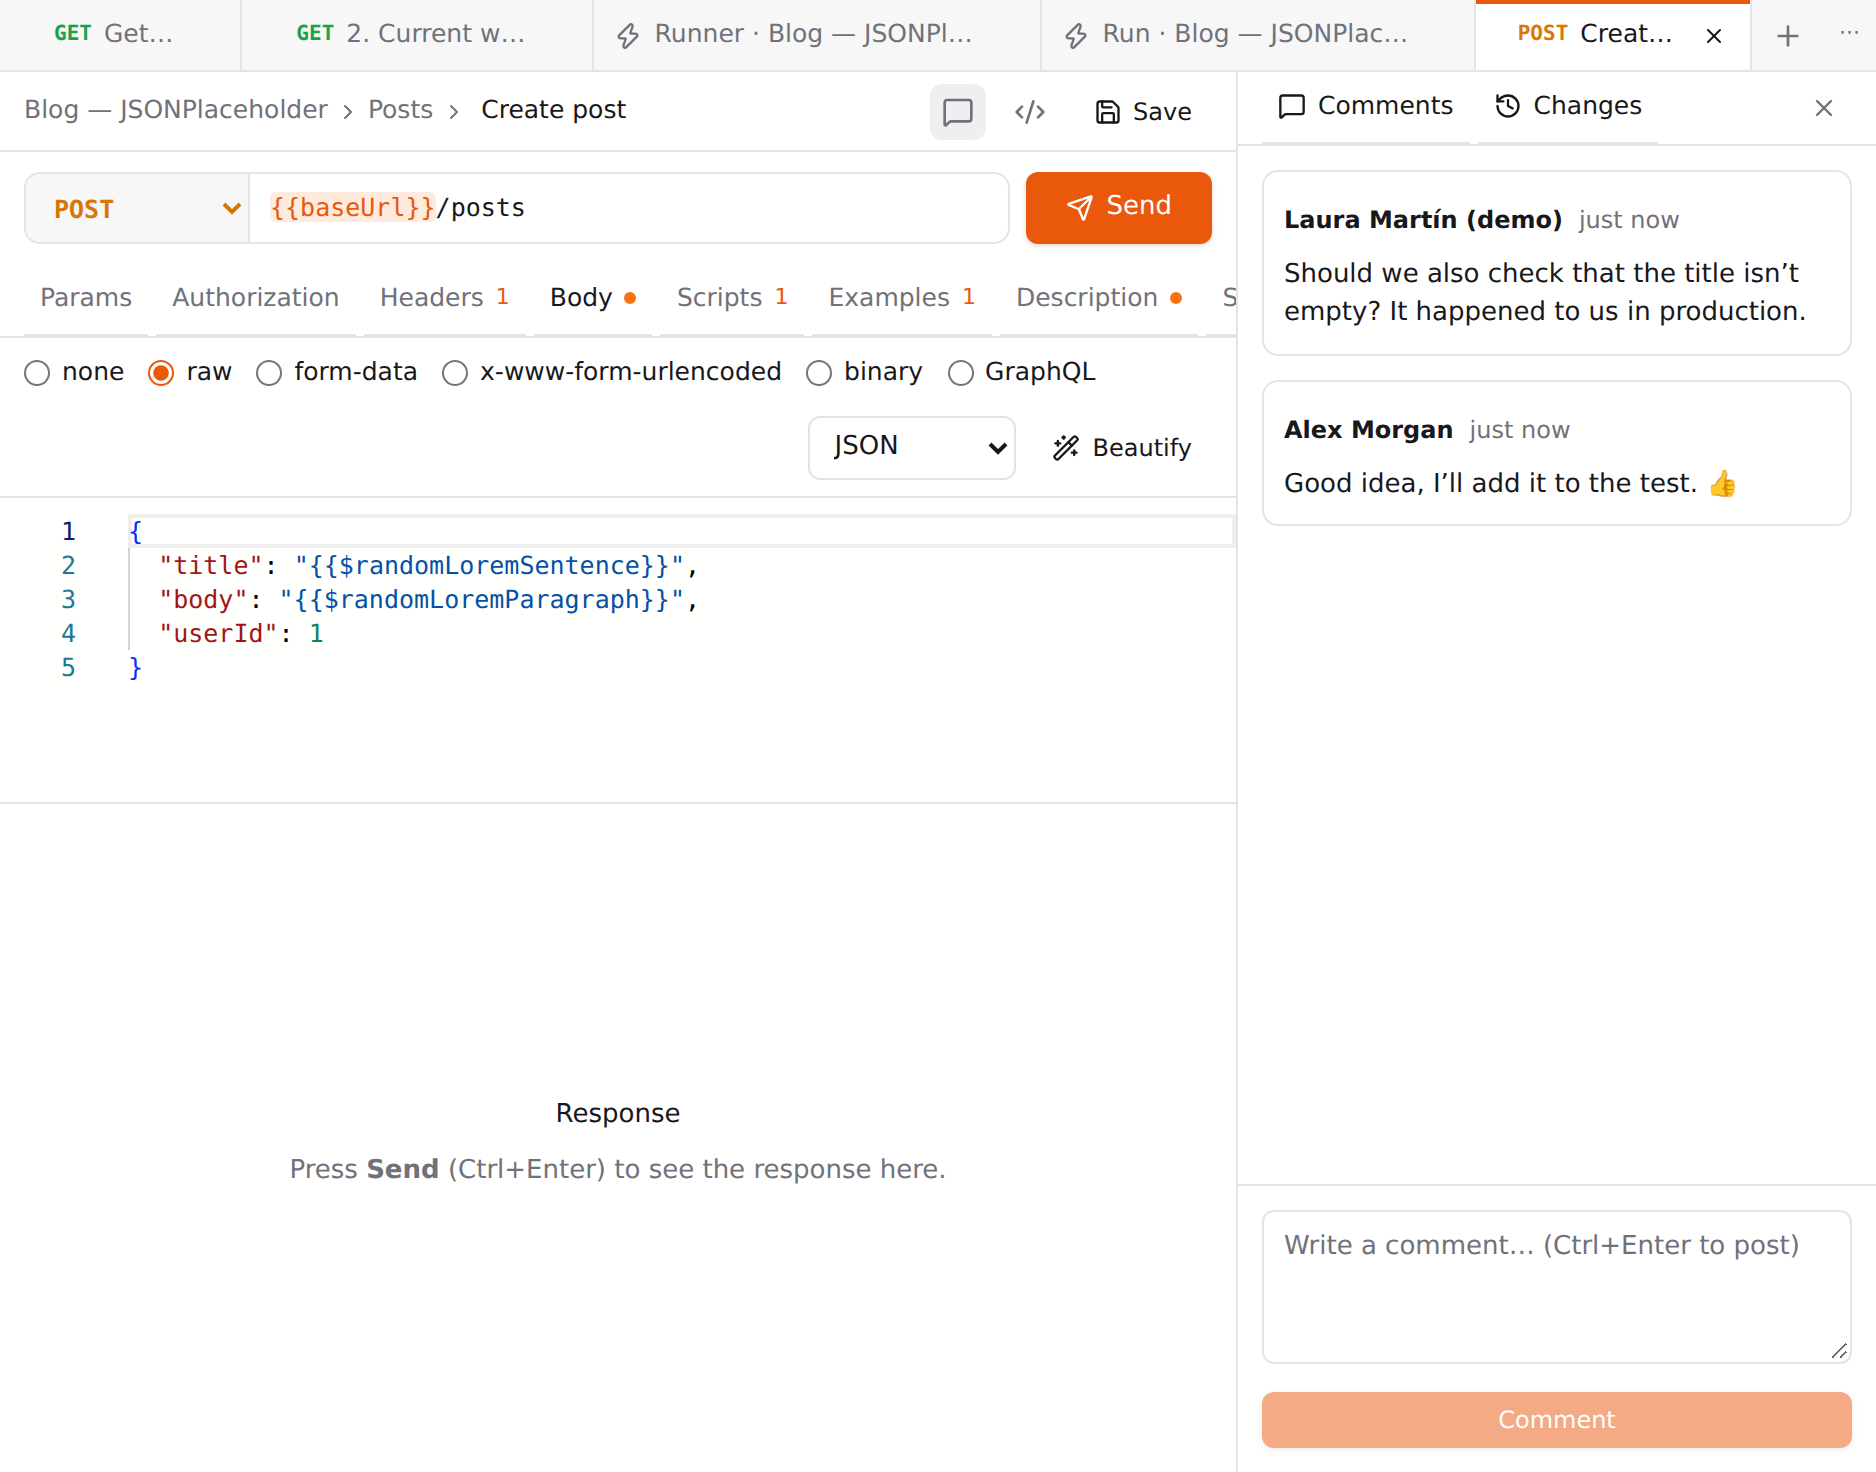 GET Get…
GET 2. Current w…
Runner · Blog — JSONPl…
Run · Blog — JSONPlac…
POST Creat…
Blog — JSONPlaceholder > Posts > Create post
Save
POST
{{baseUrl}}/posts
Send
Params Authorization Headers 1 Body Scripts 1 Examples 1 Description S
none raw form-data x-www-form-urlencoded binary GraphQL
JSON
Beautify
1 {
2 "title": "{{$randomLoremSentence}}",
3 "body": "{{$randomLoremParagraph}}",
4 "userId": 1
5 }
Response
Press Send (Ctrl+Enter) to see the response here.
Comments Changes
Laura Martín (demo) just now
Should we also check that the title isn’t
empty? It happened to us in production.
Alex Morgan just now
Good idea, I’ll add it to the test. 👍
Write a comment… (Ctrl+Enter to post)
Comment